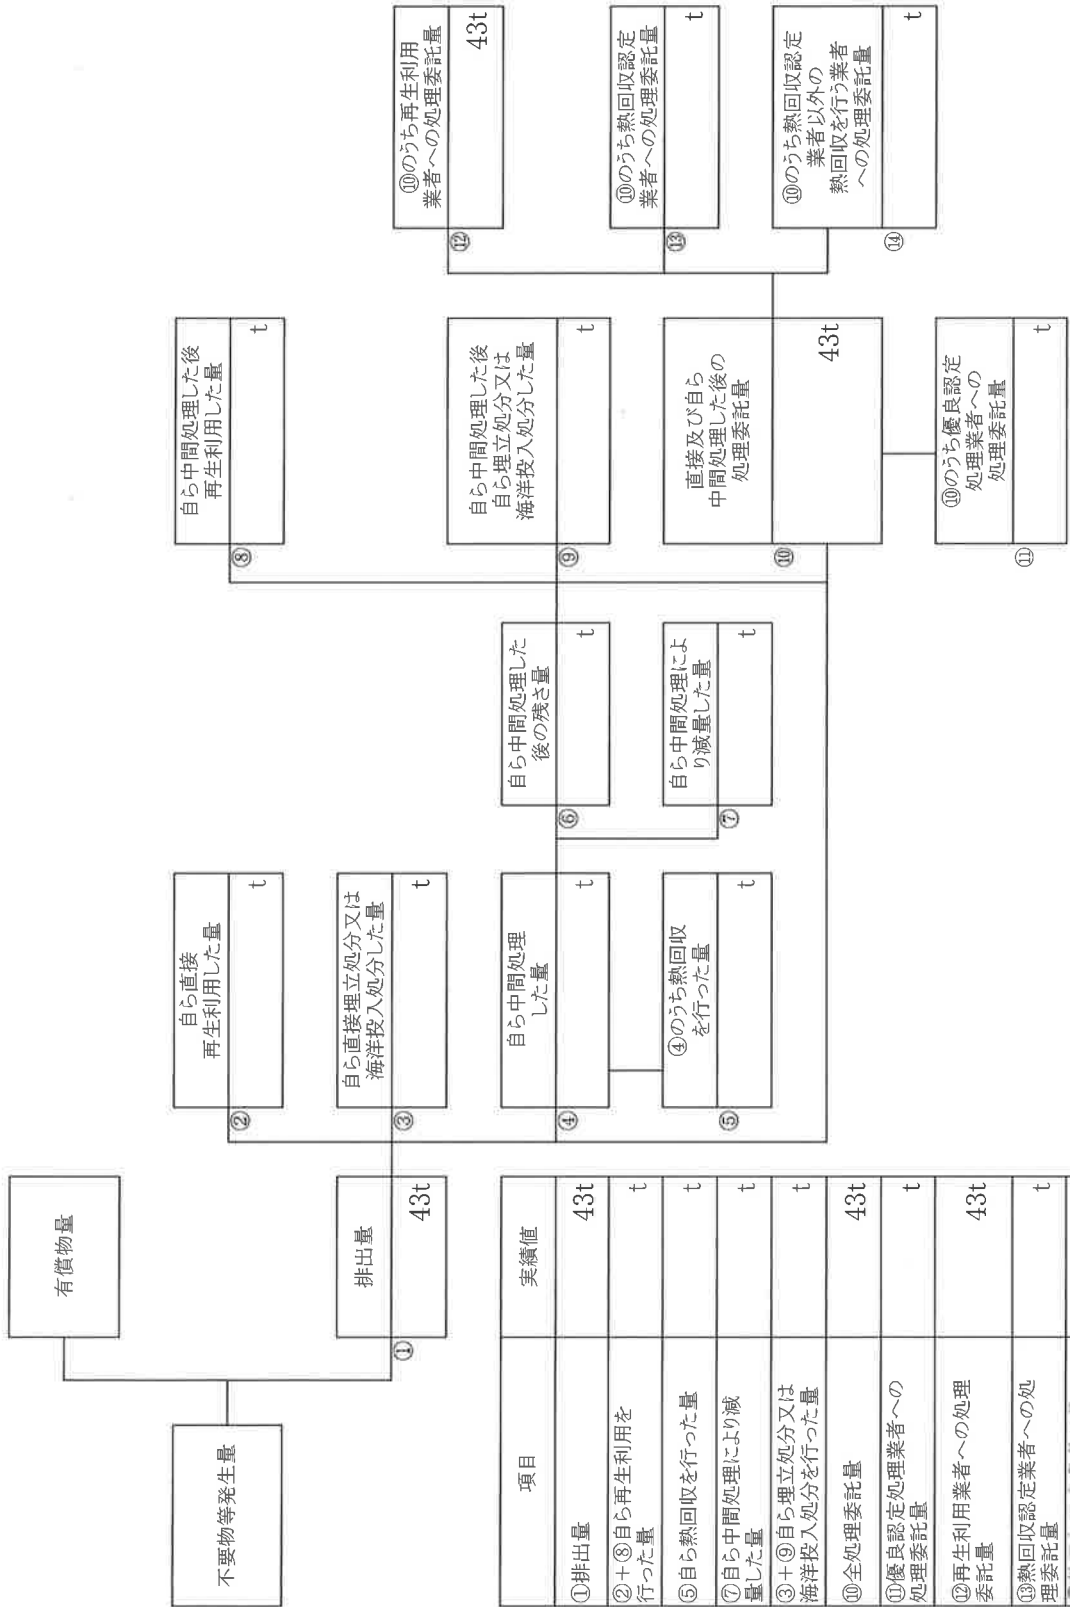 不要物等発生量
有償物量
排出量
①
43t
自ら直接
再生利用した量
②
t
自ら直接埋立処分又は
海洋投入処分した量
③
t
自ら中間処理
した量
④
t
④のうち熱回収
を行った量
⑤
t
自ら中間処理した
後の残さ量
⑥
t
自ら中間処理によ
り減量した量
⑦
t
自ら中間処理した後
再生利用した量
⑧
t
自ら中間処理した後
自ら埋立処分又は
海洋投入処分した量
⑨
t
直接及び自ら
中間処理した後の
処理委託量
⑩
43t
⑩のうち優良認定
処理業者への
処理委託量
⑪
t
⑩のうち再生利用
業者への処理委託量
⑫
43t
⑩のうち熱回収認定
業者への処理委託量
⑬
t
⑩のうち熱回収認定
業者以外の
熱回収を行う業者
への処理委託量
⑭
t
項目 実績値
①排出量 43t
②+⑧自ら再生利用を
行った量 t
⑤自ら熱回収を行った量 t
⑦自ら中間処理により減
量した量 t
③+⑨自ら埋立処分又は
海洋投入処分を行った量 t
⑩全処理委託量 43t
⑪優良認定処理業者への
処理委託量 t
⑫再生利用業者への処理
委託量 43t
⑬熱回収認定業者への処
理委託量 t